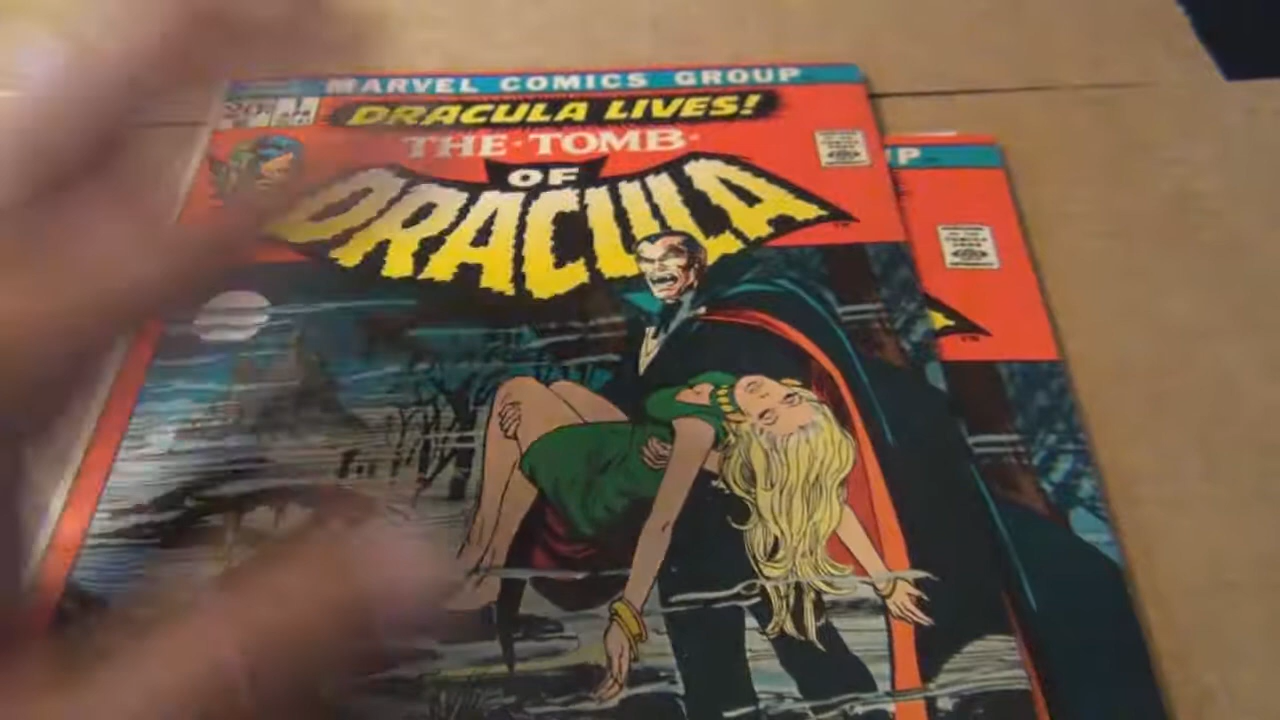 MARVEL COMICS GROUP
DRACULA LIVES!
THE TOMB
OF
DRACULA
P